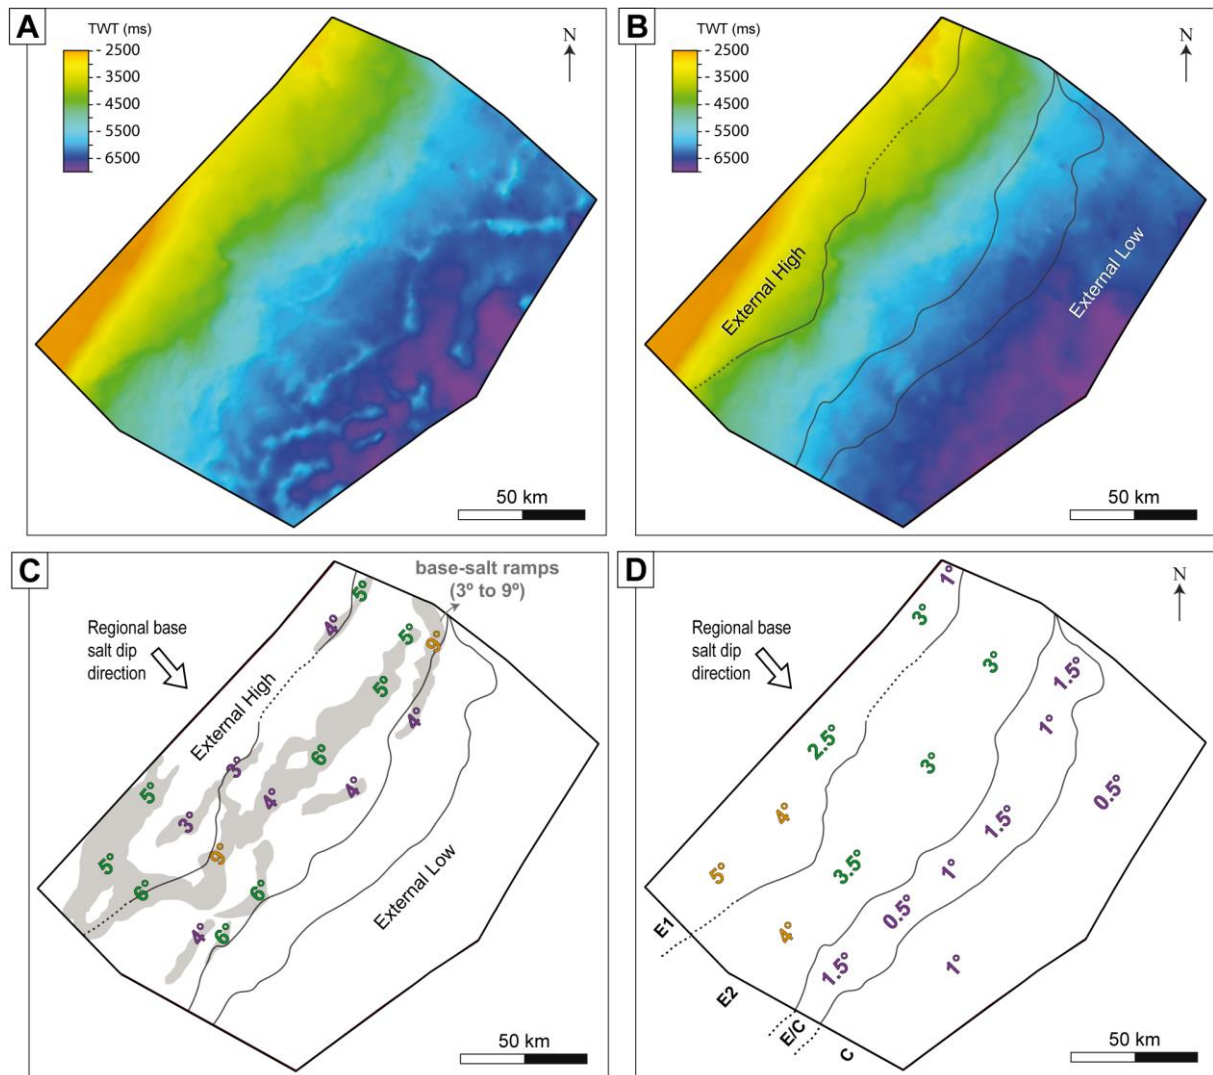 A
TWT (ms)
- 2500
- 3500
- 4500
- 5500
- 6500
N
50 km
B
TWT (ms)
- 2500
- 3500
- 4500
- 5500
- 6500
N
External High
External Low
50 km
C
base-salt ramps
(3º to 9º)
Regional base
salt dip
direction
External High
External Low
5º
4º
5º
9º
5º
4º
6º
3º
4º
4º
5º
3º
9º
5º
6º
6º
4º
6º
50 km
D
N
Regional base
salt dip
direction
1º
3º
3º
1.5º
1º
2.5º
3º
0.5º
4º
1.5º
5º
3.5º
1º
0.5º
4º
1.5º
1º
E1
E2
E/C
C
50 km